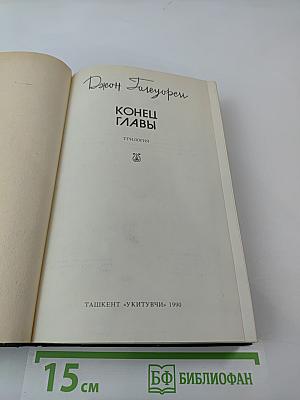 Джон Голсуорси
КОНЕЦ
ГЛАВЫ
ТРИЛОГИЯ
ТАШКЕНТ «УКИТУВЧИ» 1990
15 см
БФ БИБЛИОФАН